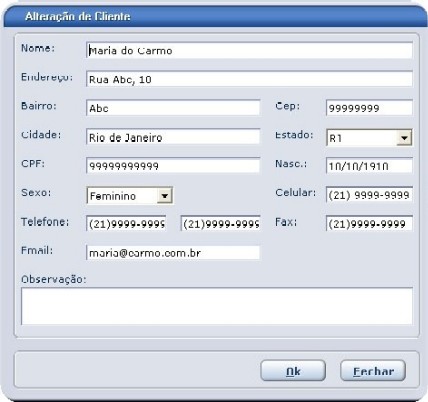 Alteração de Cliente
Nome: Maria do Carmo
Endereço: Rua Abc, 10
Bairro: Abc Cep: 99999999
Cidade: Rio de Janeiro Estado: RJ
CPF: 99999999999 Nasc.: 10/10/1910
Sexo: Feminino Celular: (21) 9999-9999
Telefone: (21)9999-9999 (21)9999-9999 Fax: (21)9999-9999
Email: maria@carmo.com.br
Observação:
Ok Fechar